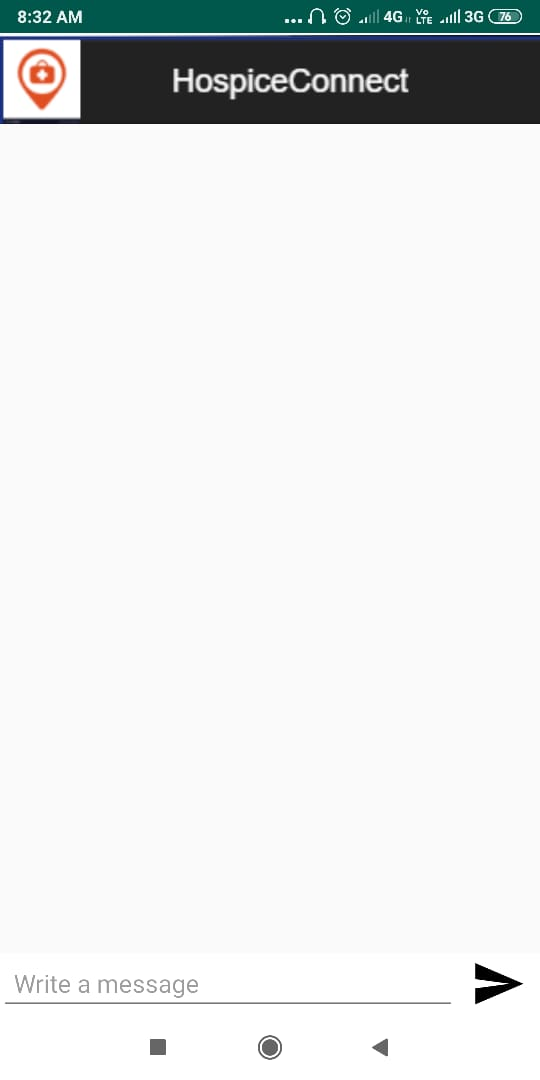 8:32 AM
... 4G Vo LTE 3G 76
HospiceConnect
Write a message